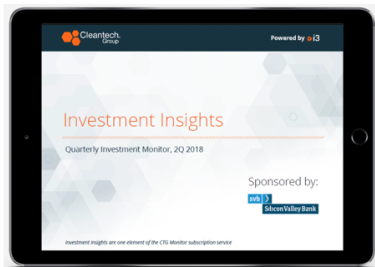 Cleantech.
Group
Powered by i3
Investment Insights
Quarterly Investment Monitor, 2Q 2018
Sponsored by:
svb
Silicon Valley Bank
Investment Insights are one element of the CTG Monitor subscription service